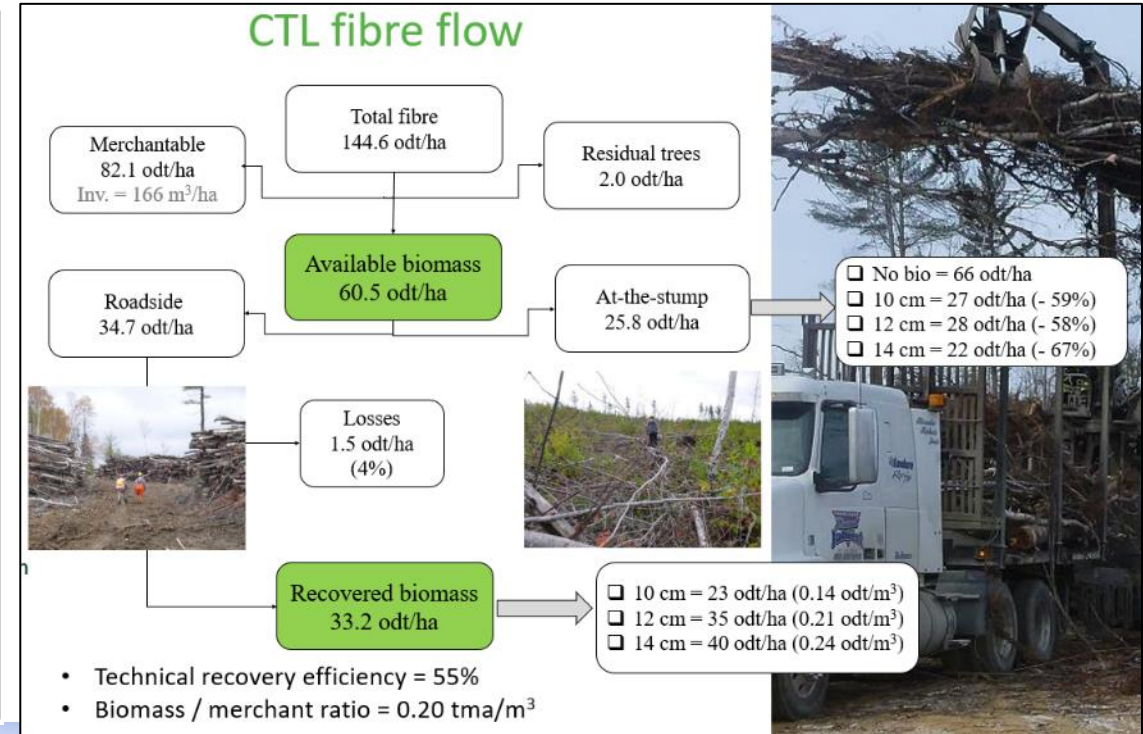 CTL fibre flow
Total fibre
144.6 odt/ha
Merchantable
82.1 odt/ha
Inv. = 166 m³/ha
Residual trees
2.0 odt/ha
Available biomass
60.5 odt/ha
Roadside
34.7 odt/ha
At-the-stump
25.8 odt/ha
❑ No bio = 66 odt/ha
❑ 10 cm = 27 odt/ha (- 59%)
❑ 12 cm = 28 odt/ha (- 58%)
❑ 14 cm = 22 odt/ha (- 67%)
Losses
1.5 odt/ha
(4%)
n
Recovered biomass
33.2 odt/ha
❑ 10 cm = 23 odt/ha (0.14 odt/m³)
❑ 12 cm = 35 odt/ha (0.21 odt/m³)
❑ 14 cm = 40 odt/ha (0.24 odt/m³)
• Technical recovery efficiency = 55%
• Biomass / merchant ratio = 0.20 tma/m³